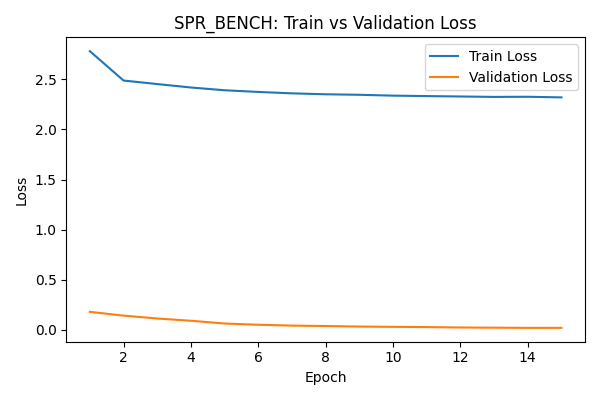 SPR_BENCH: Train vs Validation Loss
Train Loss
Validation Loss
Loss
2.5
2.0
1.5
1.0
0.5
0.0
2 4 6 8 10 12 14
Epoch